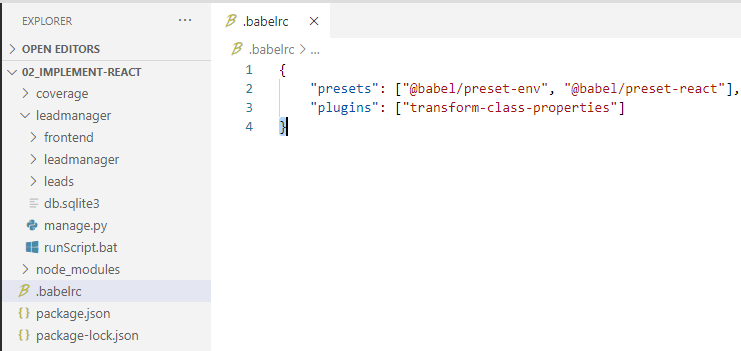 EXPLORER
OPEN EDITORS
02_IMPLEMENT-REACT
coverage
leadmanager
frontend
leadmanager
leads
db.sqlite3
manage.py
runScript.bat
node_modules
.babelrc
package.json
package-lock.json
.babelrc
.babelrc > ...
1 {
2 "presets": ["@babel/preset-env", "@babel/preset-react"],
3 "plugins": ["transform-class-properties"]
4 }